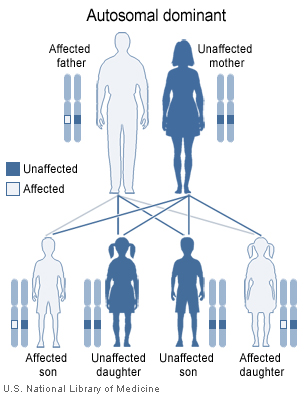 Autosomal dominant
Affected
father
Unaffected
mother
Unaffected
Affected
Affected
son
Unaffected
daughter
Unaffected
son
Affected
daughter
U.S. National Library of Medicine